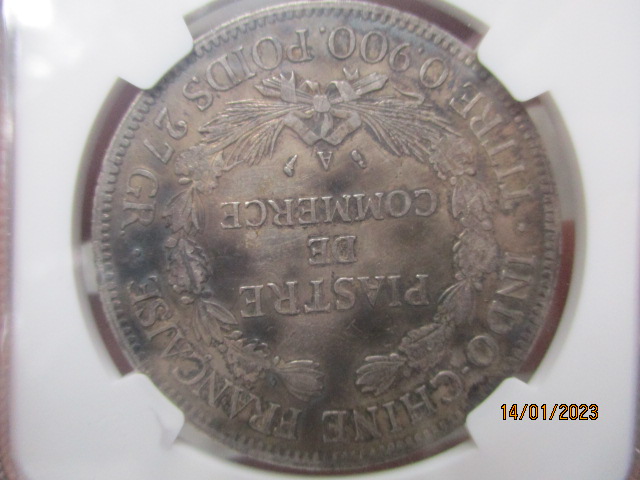 PIASTRE
DE
COMMERCE
A
INDO-CHINE FRANÇAISE
TITRE 0,900. POIDS 27 GR
14/01/2023